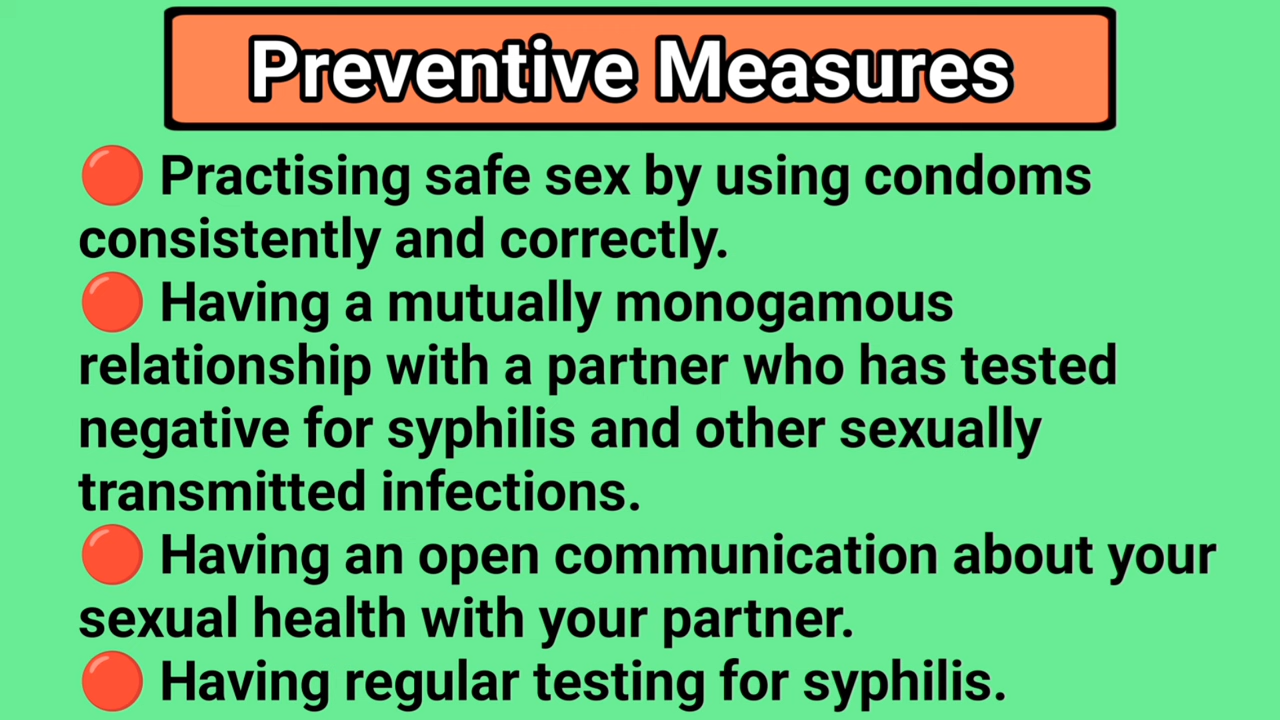 Preventive Measures
🔴 Practising safe sex by using condoms
consistently and correctly.
🔴 Having a mutually monogamous
relationship with a partner who has tested
negative for syphilis and other sexually
transmitted infections.
🔴 Having an open communication about your
sexual health with your partner.
🔴 Having regular testing for syphilis.